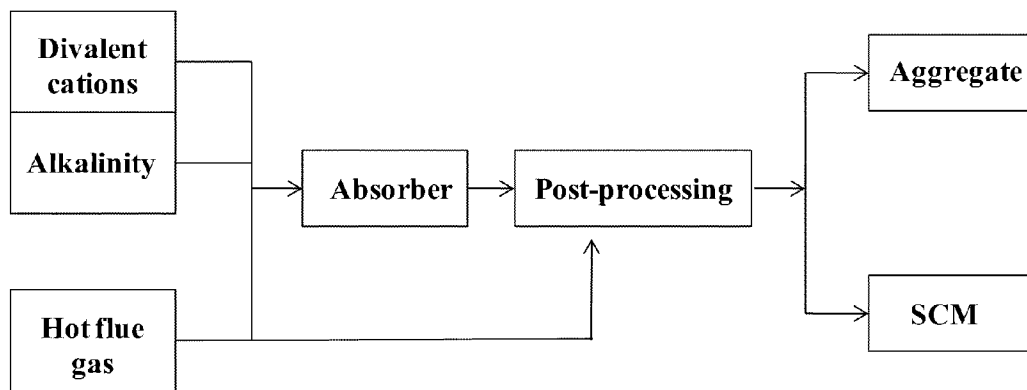 Divalent
cations
Alkalinity
Hot flue
gas
Absorber
Post-processing
Aggregate
SCM